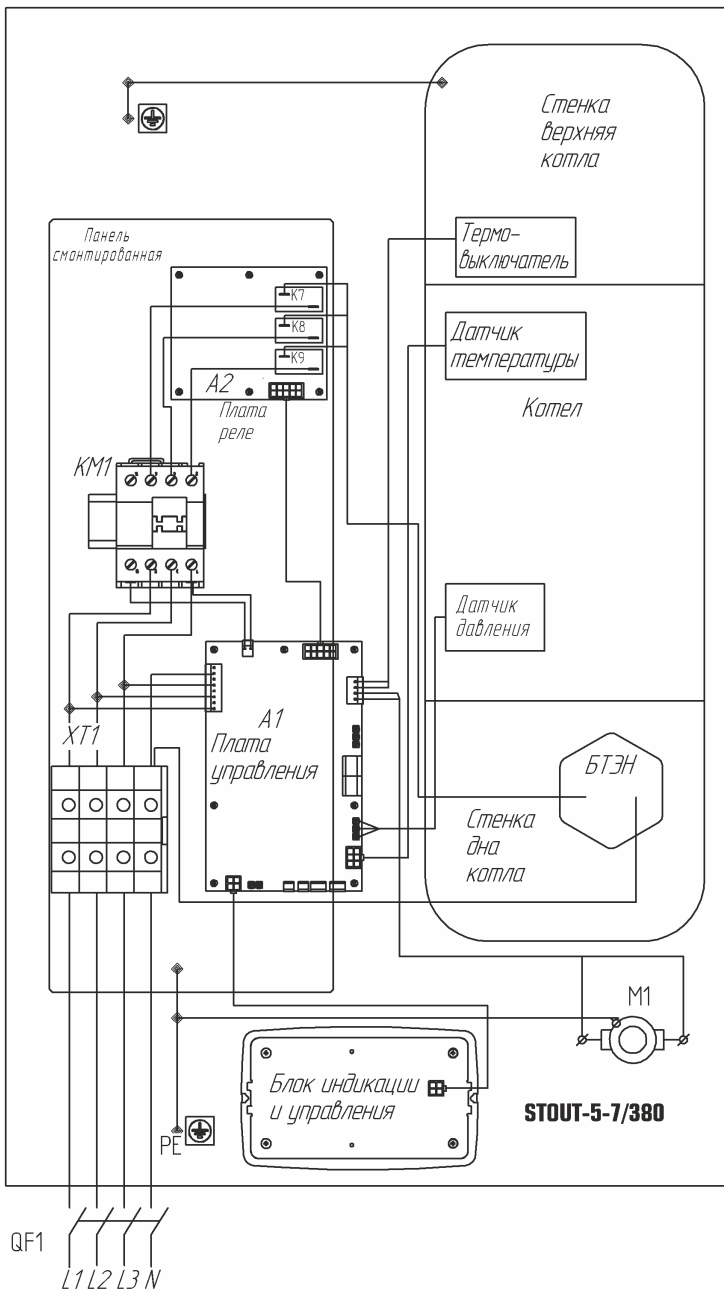 Стенка
верхняя
котла
Панель
смонтированная
Термо-
выключатель
K7
K8
K9
A2
Плата
реле
Датчик
температуры
Котел
KM1
Датчик
давления
A1
Плата
управления
XT1
БТЭН
Стенка
дна
котла
M1
Блок индикации
и управления
STOUT-5-7/380
PE
QF1
L1 L2 L3 N